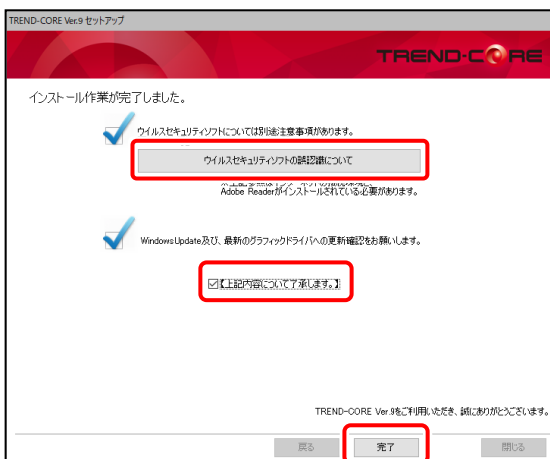 TREND-CORE Ver.9 セットアップ
TREND-CORE
インストール作業が完了しました。
ウイルスセキュリティソフトについては別途注意事項があります。
ウイルスセキュリティソフトの誤認識について
Adobe Readerがインストールされている必要があります。
WindowsUpdate及び、最新のグラフィックドライバへの更新確認をお願いします。
【上記内容について了承します。】
TREND-CORE Ver.9をご利用いただき、誠にありがとうございます。
戻る 完了 閉じる